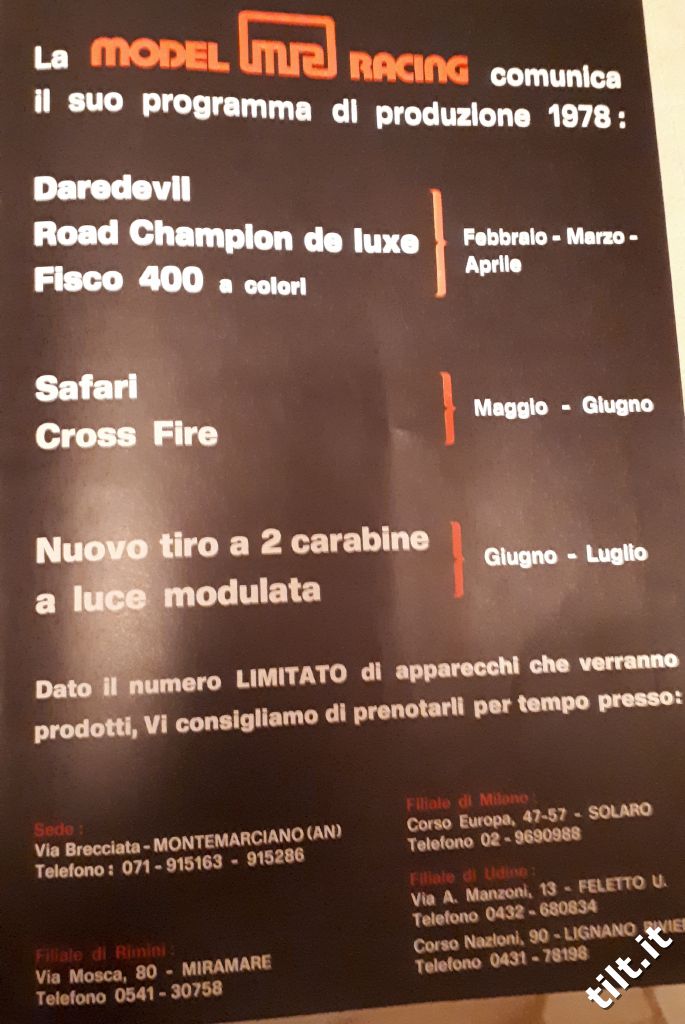 La MODEL MR RACING comunica
il suo programma di produzione 1978:
Daredevil
Road Champion de luxe
Fisco 400 a colori
Febbraio - Marzo -
Aprile
Safari
Cross Fire
Maggio - Giugno
Nuovo tiro a 2 carabine
a luce modulata
Giugno - Luglio
Dato il numero LIMITATO di apparecchi che verranno
prodotti, Vi consigliamo di prenotarli per tempo presso:
Sede:
Via Brecciata - MONTEMARCIANO (AN)
Telefono: 071 - 915163 - 915286
Filiale di Rimini:
Via Mosca, 80 - MIRAMARE
Telefono 0541 - 30758
Filiale di Milano:
Corso Europa, 47-57 - SOLARO
Telefono 02 - 9690988
Filiale di Udine:
Via A. Manzoni, 13 - FELETTO U.
Telefono 0432 - 680834
Corso Nazioni, 90 - LIGNANO
Telefono 0431 - 78198
tilt.it